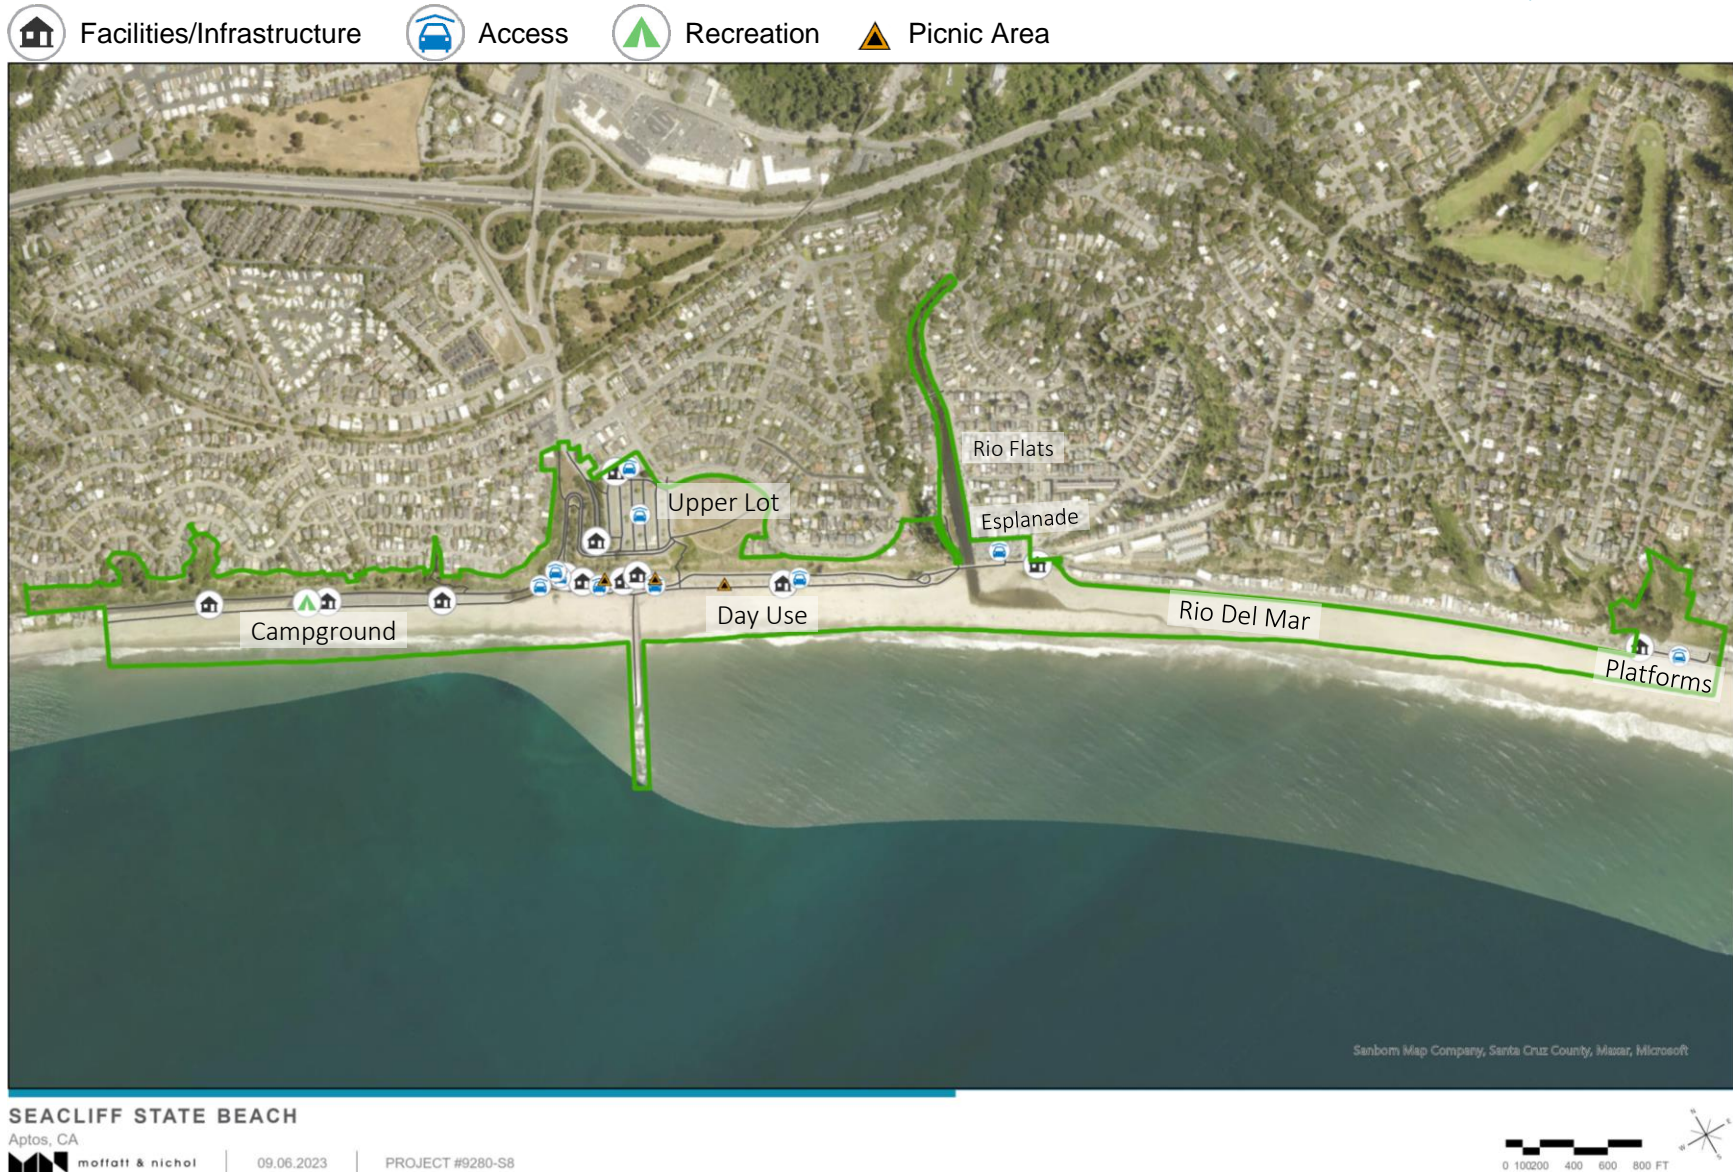 Facilities/Infrastructure Access Recreation Picnic Area
Rio Flats
Upper Lot
Esplanade
Campground
Day Use
Rio Del Mar
Platforms
Sanborn Map Company, Santa Cruz County, Maxar, Microsoft
SEACLIFF STATE BEACH
Aptos, CA
moffatt & nichol
09.06.2023
PROJECT #9280-S8
N
E
W
S
0 100200 400 600 800 FT